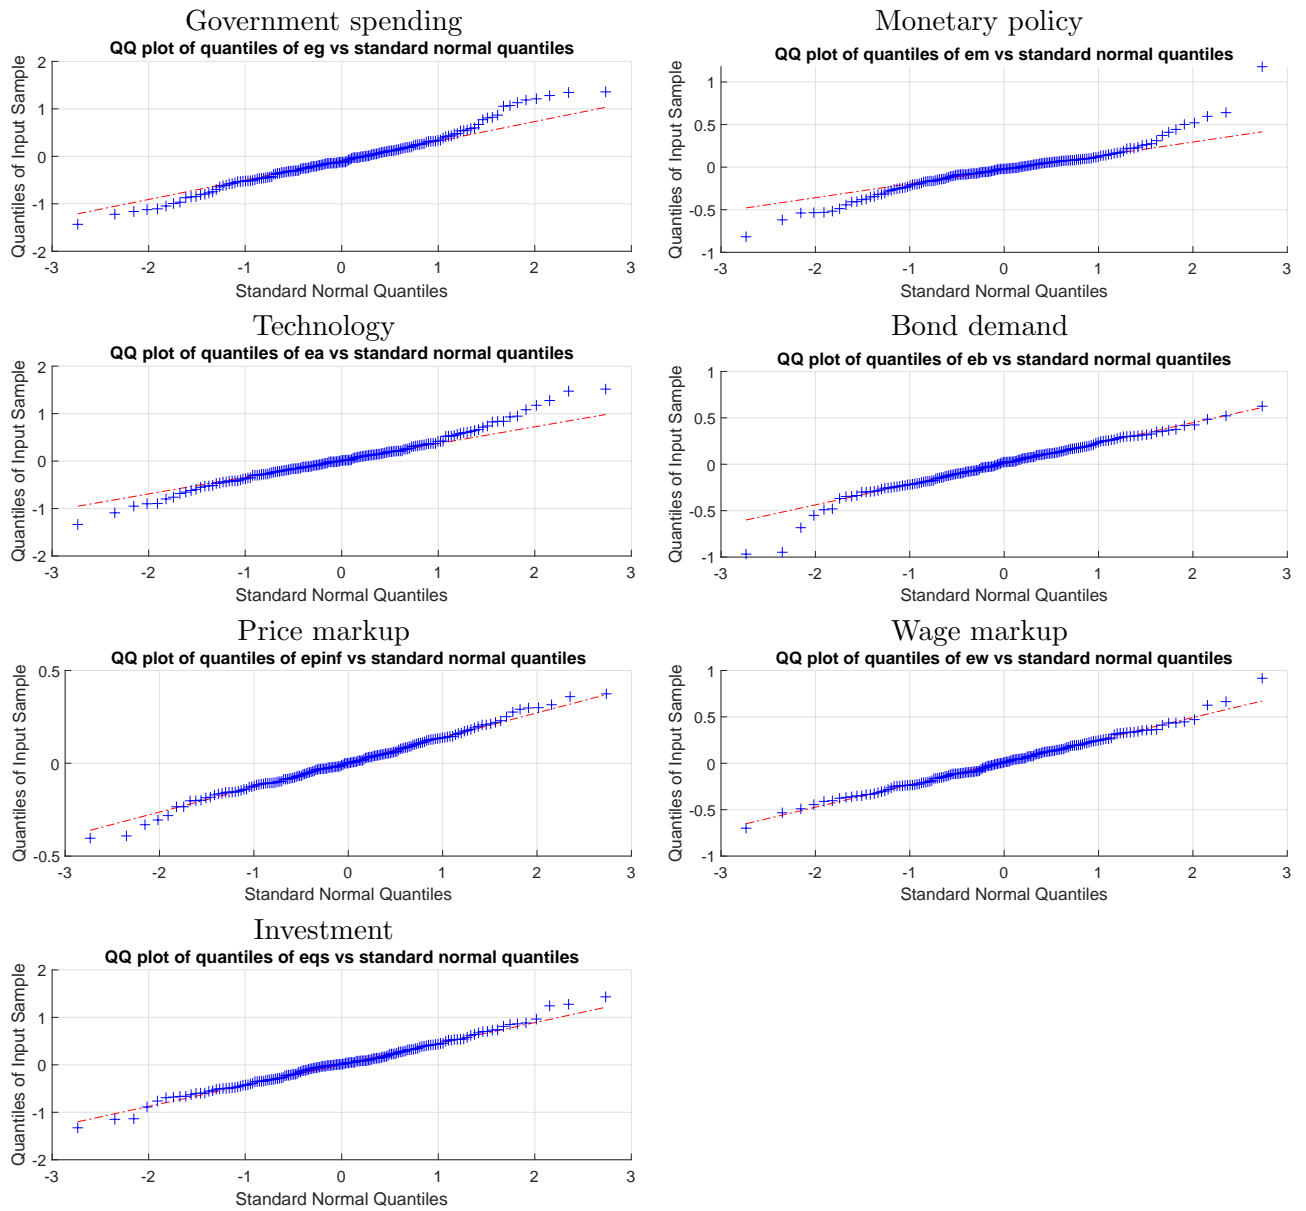 Government spending
QQ plot of quantiles of eg vs standard normal quantiles
Quantiles of Input Sample
2
1
0
-1
-2
-3 -2 -1 0 1 2 3
Standard Normal Quantiles
Monetary policy
QQ plot of quantiles of em vs standard normal quantiles
Quantiles of Input Sample
1
0.5
0
-0.5
-1
-3 -2 -1 0 1 2 3
Standard Normal Quantiles
Technology
QQ plot of quantiles of ea vs standard normal quantiles
Quantiles of Input Sample
2
1
0
-1
-2
-3 -2 -1 0 1 2 3
Standard Normal Quantiles
Bond demand
QQ plot of quantiles of eb vs standard normal quantiles
Quantiles of Input Sample
1
0.5
0
-0.5
-1
-3 -2 -1 0 1 2 3
Standard Normal Quantiles
Price markup
QQ plot of quantiles of epinf vs standard normal quantiles
Quantiles of Input Sample
0.5
0
-0.5
-3 -2 -1 0 1 2 3
Standard Normal Quantiles
Wage markup
QQ plot of quantiles of ew vs standard normal quantiles
Quantiles of Input Sample
1
0.5
0
-0.5
-1
-3 -2 -1 0 1 2 3
Standard Normal Quantiles
Investment
QQ plot of quantiles of eqs vs standard normal quantiles
Quantiles of Input Sample
2
1
0
-1
-2
-3 -2 -1 0 1 2 3
Standard Normal Quantiles